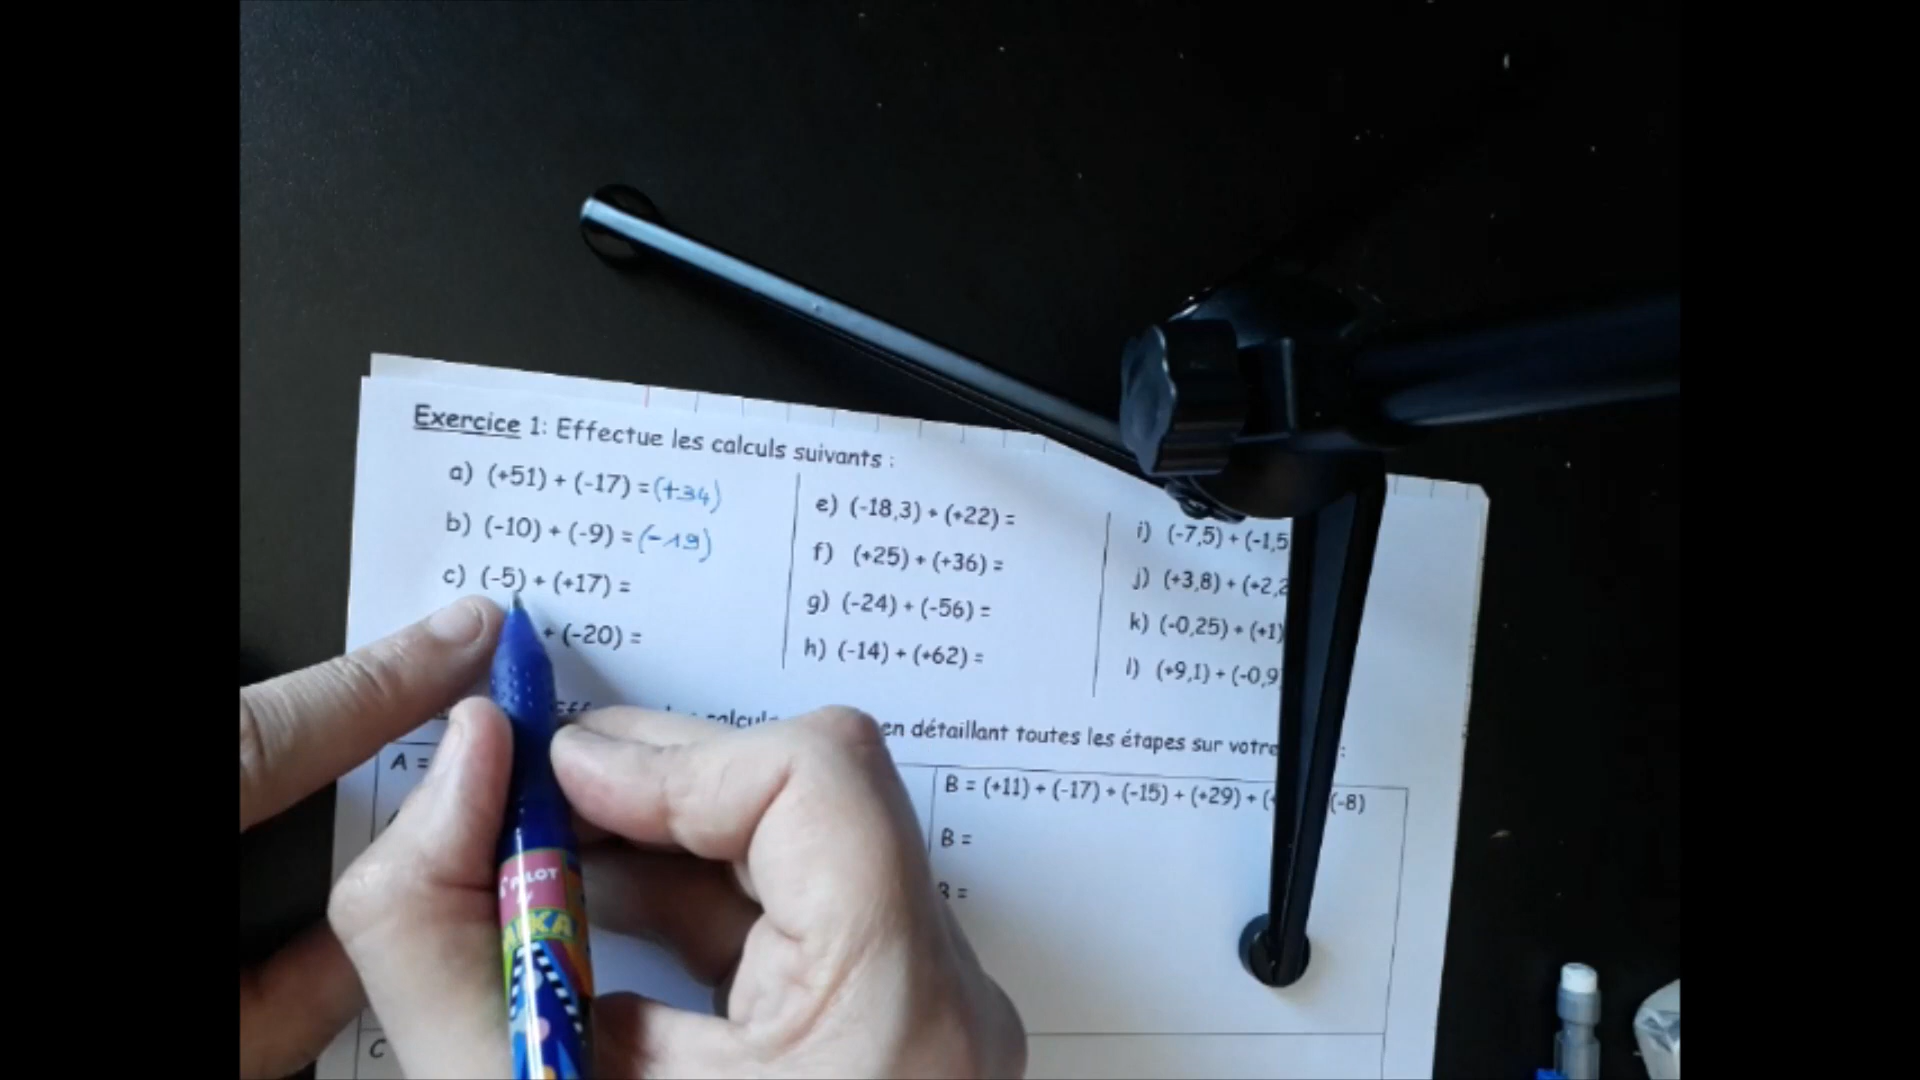 Exercice 1: Effectue les calculs suivants :
a) (+51) + (-17) = (+34)
b) (-10) + (-9) = (-19)
c) (-5) + (+17) =
+ (-20) =
e) (-18,3) + (+22) =
f) (+25) + (+36) =
g) (-24) + (-56) =
h) (-14) + (+62) =
i) (-7,5) + (-1,5
j) (+3,8) + (+2,2
k) (-0,25) + (+1)
l) (+9,1) + (-0,9
en détaillant toutes les étapes sur votre :
A =
B = (+11) + (-17) + (-15) + (+29) + ( (-8)
B =
B =
C
PILOT
MIKA